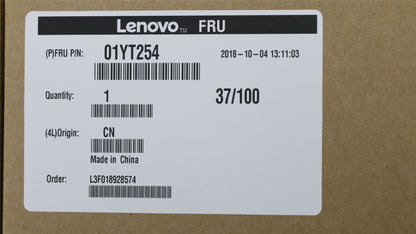 Lenovo™ FRU
(P)FRU P/N: 01YT254 2018-10-04 13:11:03
Quantity: 1 37/100
(4L)Origin: CN
Made in China
Order: L3F018928574